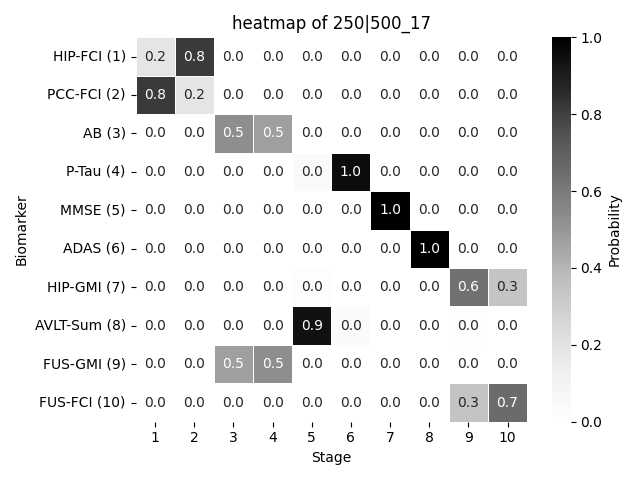 heatmap of 250|500_17
HIP-FCI (1) 0.2 0.8 0.0 0.0 0.0 0.0 0.0 0.0 0.0 0.0
PCC-FCI (2) 0.8 0.2 0.0 0.0 0.0 0.0 0.0 0.0 0.0 0.0
AB (3) 0.0 0.0 0.5 0.5 0.0 0.0 0.0 0.0 0.0 0.0
P-Tau (4) 0.0 0.0 0.0 0.0 0.0 1.0 0.0 0.0 0.0 0.0
MMSE (5) 0.0 0.0 0.0 0.0 0.0 0.0 1.0 0.0 0.0 0.0
ADAS (6) 0.0 0.0 0.0 0.0 0.0 0.0 0.0 1.0 0.0 0.0
HIP-GMI (7) 0.0 0.0 0.0 0.0 0.0 0.0 0.0 0.0 0.6 0.3
AVLT-Sum (8) 0.0 0.0 0.0 0.0 0.9 0.0 0.0 0.0 0.0 0.0
FUS-GMI (9) 0.0 0.0 0.5 0.5 0.0 0.0 0.0 0.0 0.0 0.0
FUS-FCI (10) 0.0 0.0 0.0 0.0 0.0 0.0 0.0 0.0 0.3 0.7
1 2 3 4 5 6 7 8 9 10
Stage
Biomarker
1.0
0.8
0.6
0.4
0.2
0.0
Probability